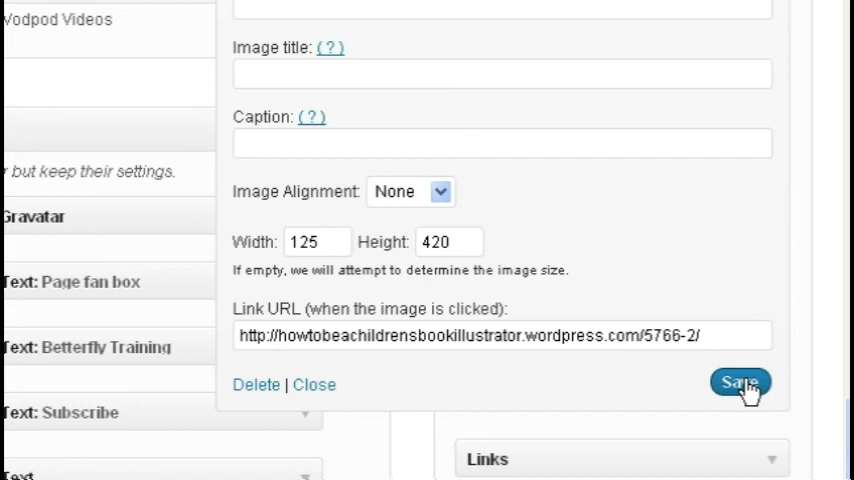 Vodpod Videos
Image title: (?)
Caption: (?)
Image Alignment: None
r but keep their settings.
Gravatar
Width: 125 Height: 420
If empty, we will attempt to determine the image size.
Text: Page fan box
Link URL (when the image is clicked):
http://howtobeachildrensbookillustrator.wordpress.com/5766-2/
Text: Betterfly Training
Delete | Close
Save
Text: Subscribe
Links
Text